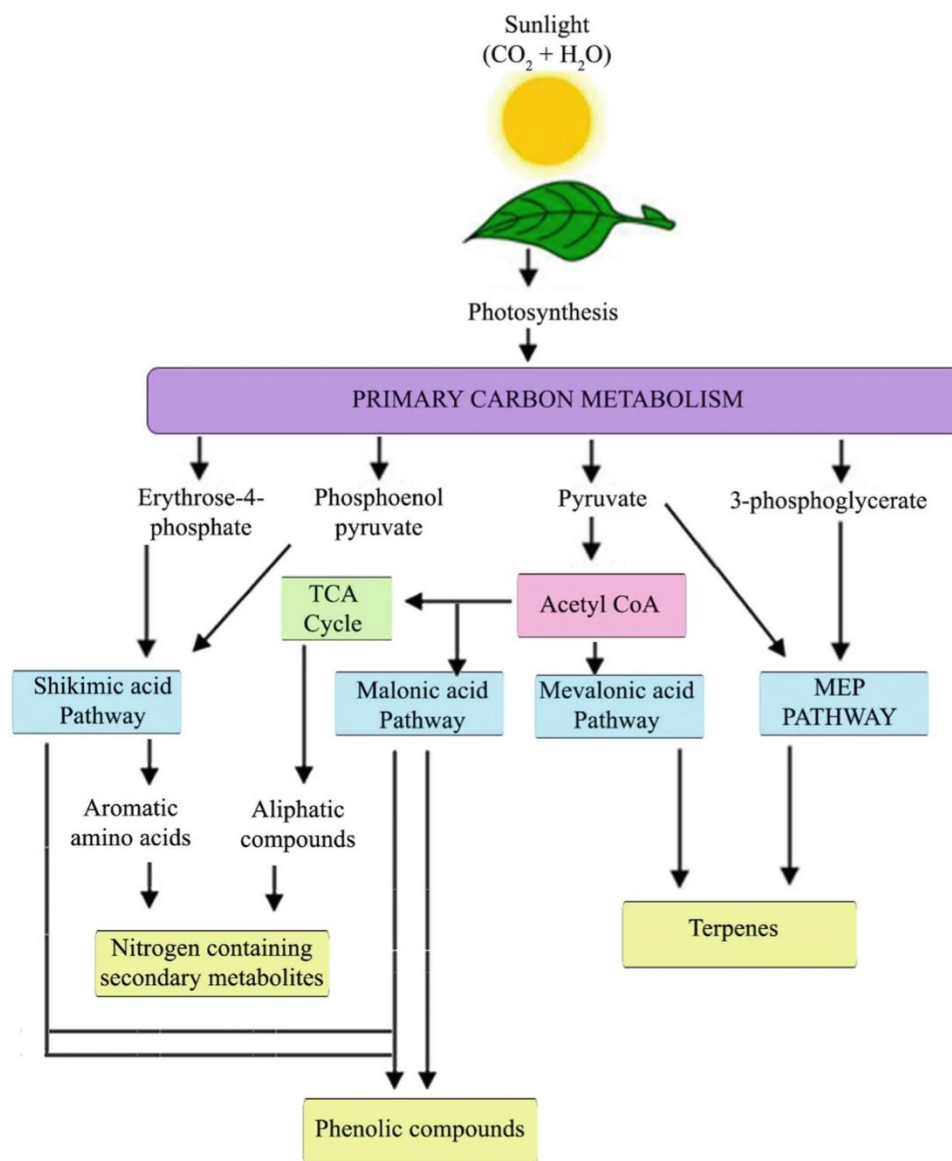 Sunlight
(CO₂ + H₂O)
Photosynthesis
PRIMARY CARBON METABOLISM
Erythrose-4-
phosphate
Phosphoenol
pyruvate
Pyruvate
3-phosphoglycerate
TCA
Cycle
Acetyl CoA
Shikimic acid
Pathway
Malonic acid
Pathway
Mevalonic acid
Pathway
MEP
PATHWAY
Aromatic
amino acids
Aliphatic
compounds
Nitrogen containing
secondary metabolites
Terpenes
Phenolic compounds